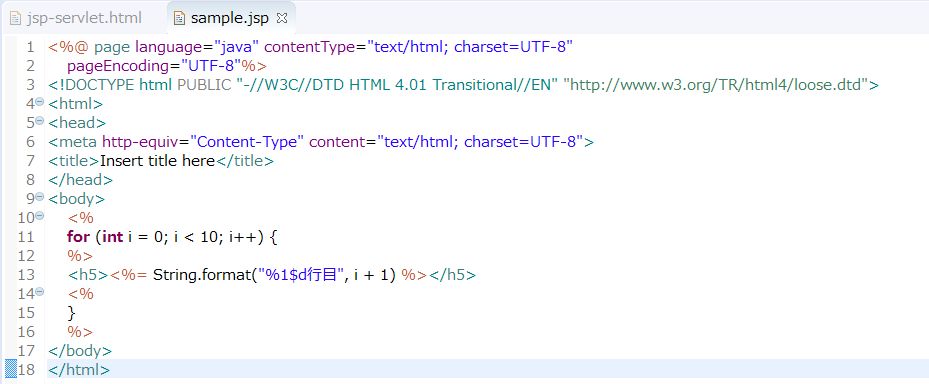 jsp-servlet.html sample.jsp
1 <%@ page language="java" contentType="text/html; charset=UTF-8"
2 pageEncoding="UTF-8"%>
3 <!DOCTYPE html PUBLIC "-//W3C//DTD HTML 4.01 Transitional//EN" "http://www.w3.org/TR/html4/loose.dtd">
4 <html>
5 <head>
6 <meta http-equiv="Content-Type" content="text/html; charset=UTF-8">
7 <title>Insert title here</title>
8 </head>
9 <body>
10 <%
11 for (int i = 0; i < 10; i++) {
12 %>
13 <h5><%= String.format("%1$d行目", i + 1) %></h5>
14 <%
15 }
16 %>
17 </body>
18 </html>